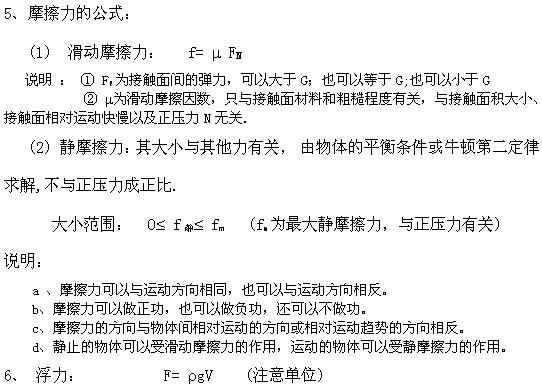 5、摩擦力的公式：
(1) 滑动摩擦力： f= μ FN
说明 ： ① FN为接触面间的弹力，可以大于G；也可以等于G;也可以小于G
② μ为滑动摩擦因数，只与接触面材料和粗糙程度有关，与接触面积大小、
接触面相对运动快慢以及正压力N无关.
(2) 静摩擦力：其大小与其他力有关， 由物体的平衡条件或牛顿第二定律
求解,不与正压力成正比.
大小范围： O≤ f静≤ fm (fm为最大静摩擦力，与正压力有关)
说明：
a 、摩擦力可以与运动方向相同，也可以与运动方向相反。
b、摩擦力可以做正功，也可以做负功，还可以不做功。
c、摩擦力的方向与物体间相对运动的方向或相对运动趋势的方向相反。
d、静止的物体可以受滑动摩擦力的作用，运动的物体可以受静摩擦力的作用。
6、 浮力： F= ρgV (注意单位)